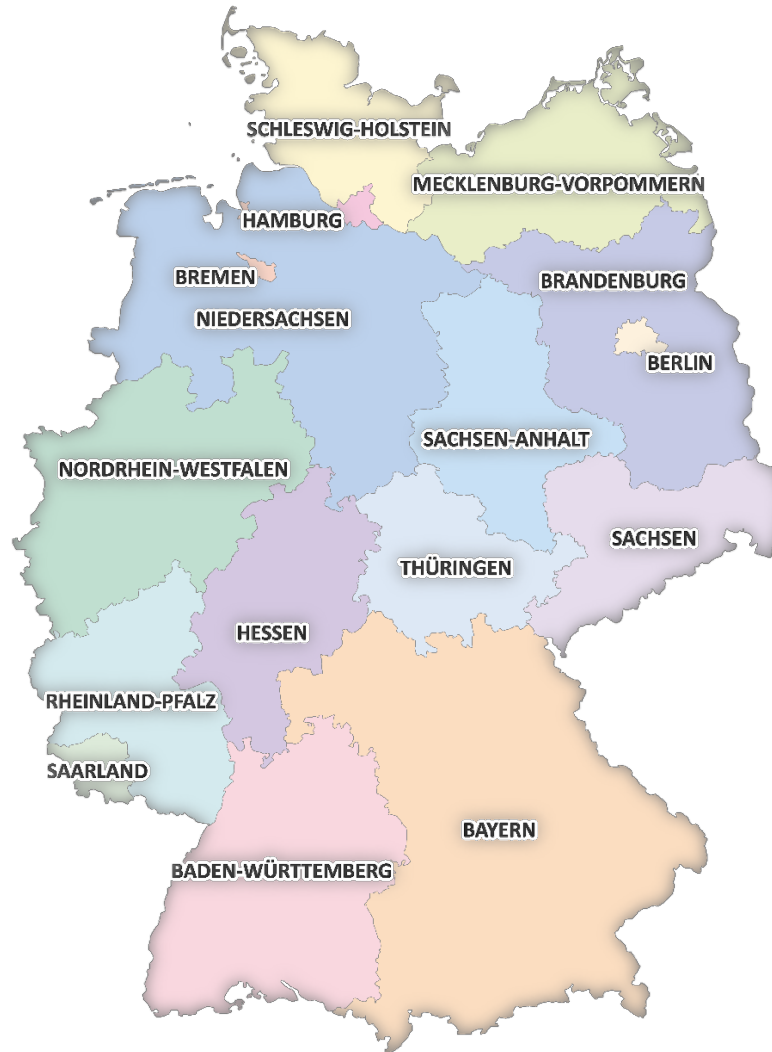 SCHLESWIG-HOLSTEIN
MECKLENBURG-VORPOMMERN
HAMBURG
BREMEN
BRANDENBURG
NIEDERSACHSEN
BERLIN
SACHSEN-ANHALT
NORDRHEIN-WESTFALEN
SACHSEN
THÜRINGEN
HESSEN
RHEINLAND-PFALZ
SAARLAND
BAYERN
BADEN-WÜRTTEMBERG